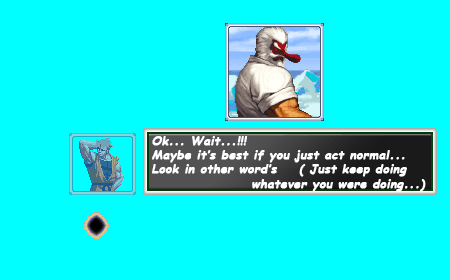 Ok... Wait...!!!
Maybe it's best if you just act normal...
Look in other word's ( Just keep doing
whatever you were doing...)